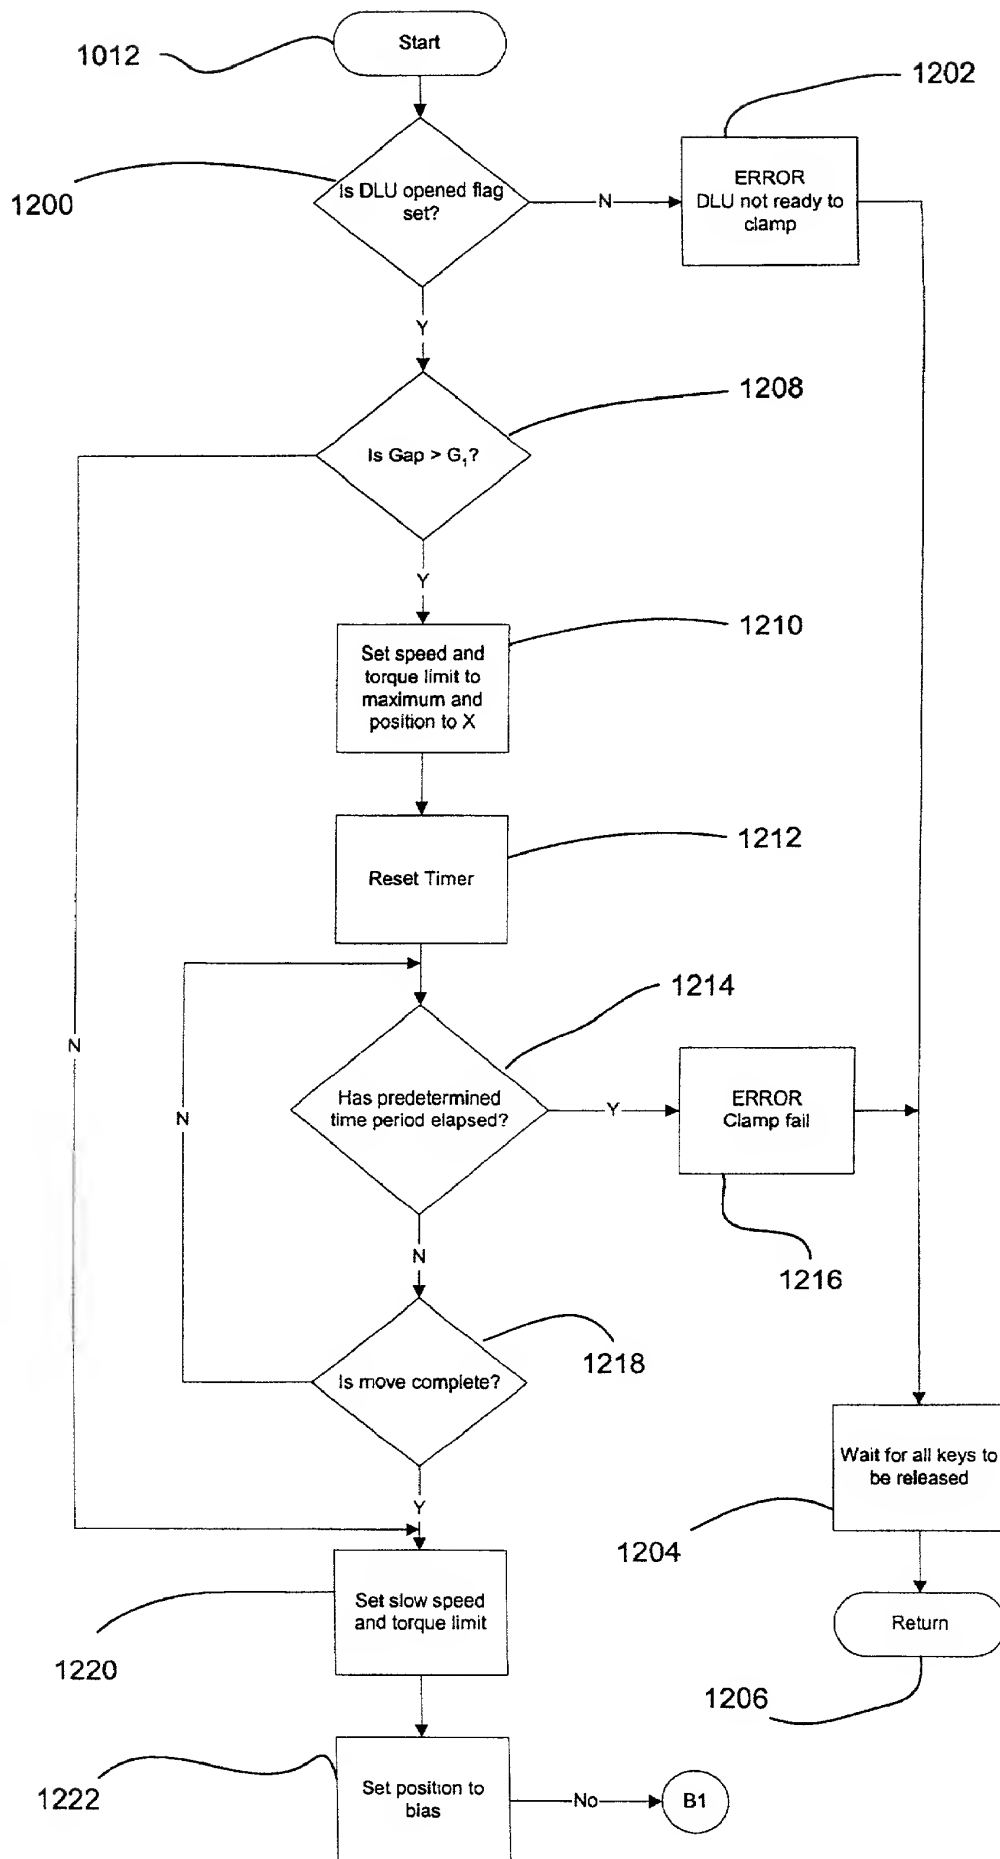 Start
1012
1202
Is DLU opened flag
set?
1200
N
ERROR
DLU not ready to
clamp
Y
1208
Is Gap > G₁?
Y
1210
Set speed and
torque limit to
maximum and
position to X
1212
Reset Timer
1214
N
N
Has predetermined
time period elapsed?
Y
ERROR
Clamp fail
N
1216
1218
Is move complete?
Wait for all keys to
be released
Y
1204
Set slow speed
and torque limit
Return
1220
1206
1222
Set position to
bias
No
B1